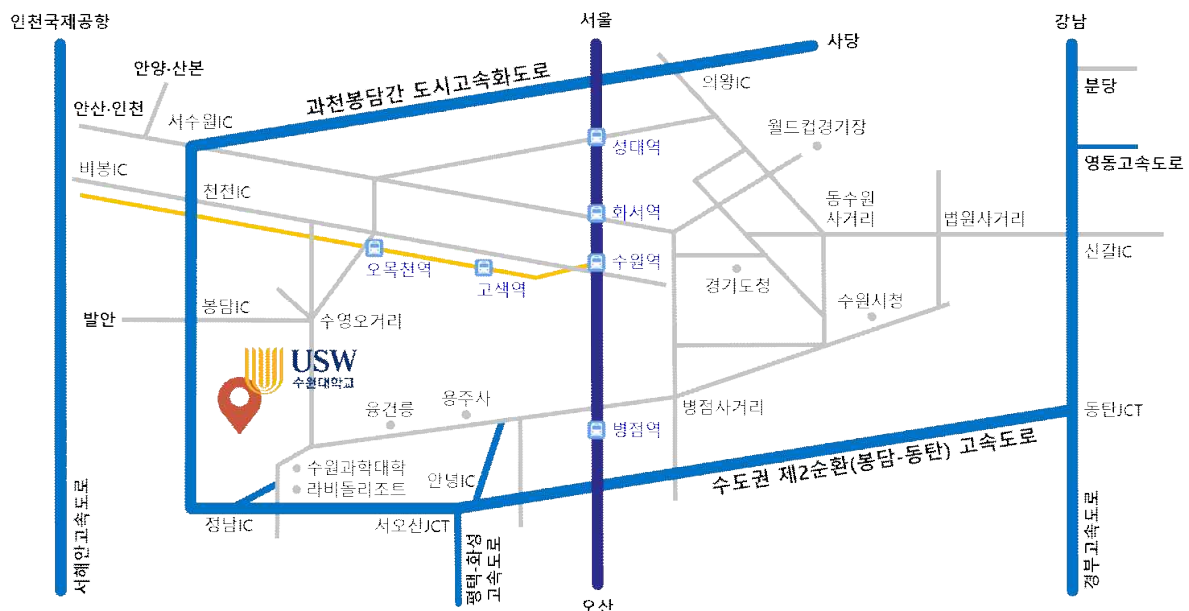 인천국제공항
서울
강남
사당
안양·산본
과천봉담간 도시고속화도로
의왕IC
분당
안산·인천
서수원IC
월드컵경기장
성대역
영동고속도로
비봉IC
천천IC
화서역
동수원
사거리
법원사거리
신갈IC
오목천역
수원역
고색역
경기도청
수원시청
봉담IC
발안
수영오거리
USW
수원대학교
융건릉
용주사
병점사거리
동탄JCT
병점역
수원과학대학
라비돌리조트
안녕IC
수도권 제2순환(봉담-동탄) 고속도로
정남IC
서오산JCT
서해안고속도로
평택-화성
고속도로
경부고속도로
오산